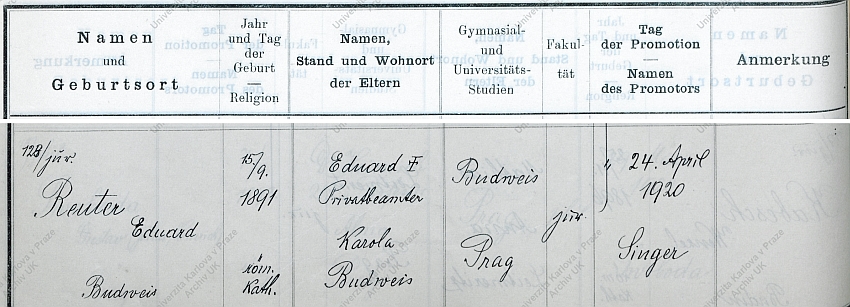 Namen
und
Geburtsort
Jahr
und Tag
der
Geburt
—
Religion
Namen,
Stand und Wohnort
der Eltern
Gymnasial-
und
Universitäts-
Studien
Fakul-
tät
Tag
der Promotion
—
Namen
des Promotors
Anmerkung
128/jur.
Reuter
Eduard
Budweis
15/9.
1891
röm.
kath.
Eduard †
Privatbeamter
Karola
Budweis
Budweis
Prag
jur.
24. April
1920
Singer